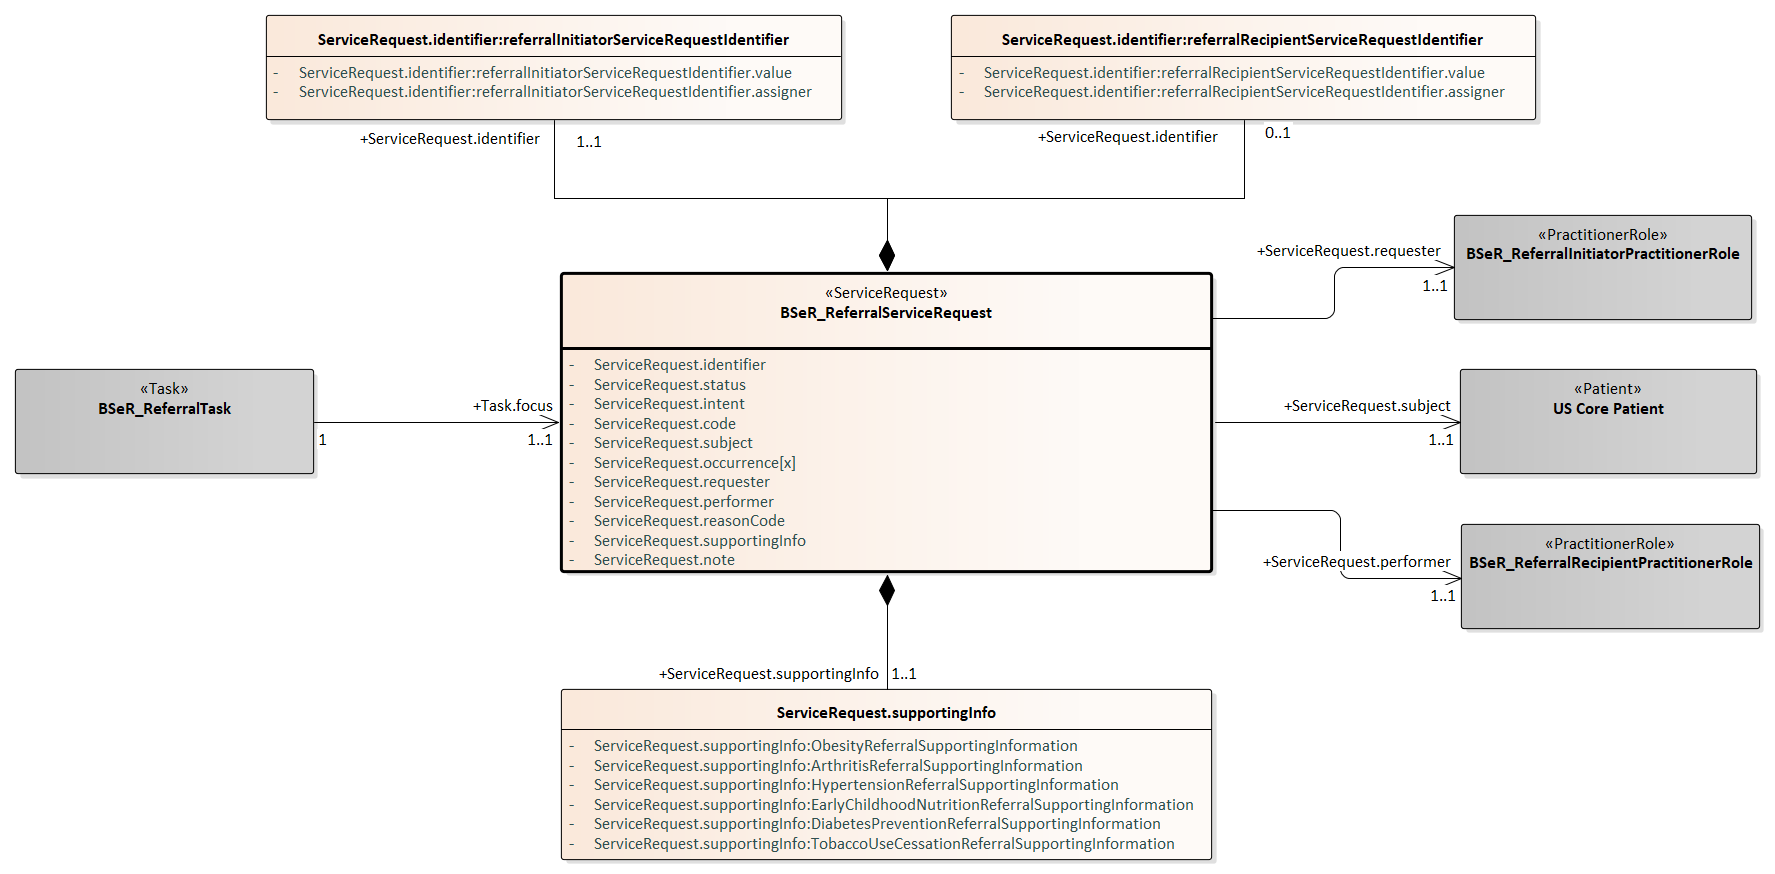 ServiceRequest.identifier:referralInitiatorServiceRequestIdentifier
- ServiceRequest.identifier:referralInitiatorServiceRequestIdentifier.value
- ServiceRequest.identifier:referralInitiatorServiceRequestIdentifier.assigner
ServiceRequest.identifier:referralRecipientServiceRequestIdentifier
- ServiceRequest.identifier:referralRecipientServiceRequestIdentifier.value
- ServiceRequest.identifier:referralRecipientServiceRequestIdentifier.assigner
+ServiceRequest.identifier
1..1
+ServiceRequest.identifier
0..1
«ServiceRequest»
BSeR_ReferralServiceRequest
- ServiceRequest.identifier
- ServiceRequest.status
- ServiceRequest.intent
- ServiceRequest.code
- ServiceRequest.subject
- ServiceRequest.occurrence[x]
- ServiceRequest.requester
- ServiceRequest.performer
- ServiceRequest.reasonCode
- ServiceRequest.supportingInfo
- ServiceRequest.note
+ServiceRequest.requester
1..1
«PractitionerRole»
BSeR_ReferralInitiatorPractitionerRole
«Task»
BSeR_ReferralTask
1
+Task.focus
1..1
+ServiceRequest.subject
1..1
«Patient»
US Core Patient
+ServiceRequest.performer
1..1
«PractitionerRole»
BSeR_ReferralRecipientPractitionerRole
+ServiceRequest.supportingInfo
1..1
ServiceRequest.supportingInfo
- ServiceRequest.supportingInfo:ObesityReferralSupportingInformation
- ServiceRequest.supportingInfo:ArthritisReferralSupportingInformation
- ServiceRequest.supportingInfo:HypertensionReferralSupportingInformation
- ServiceRequest.supportingInfo:EarlyChildhoodNutritionReferralSupportingInformation
- ServiceRequest.supportingInfo:DiabetesPreventionReferralSupportingInformation
- ServiceRequest.supportingInfo:TobaccoUseCessationReferralSupportingInformation